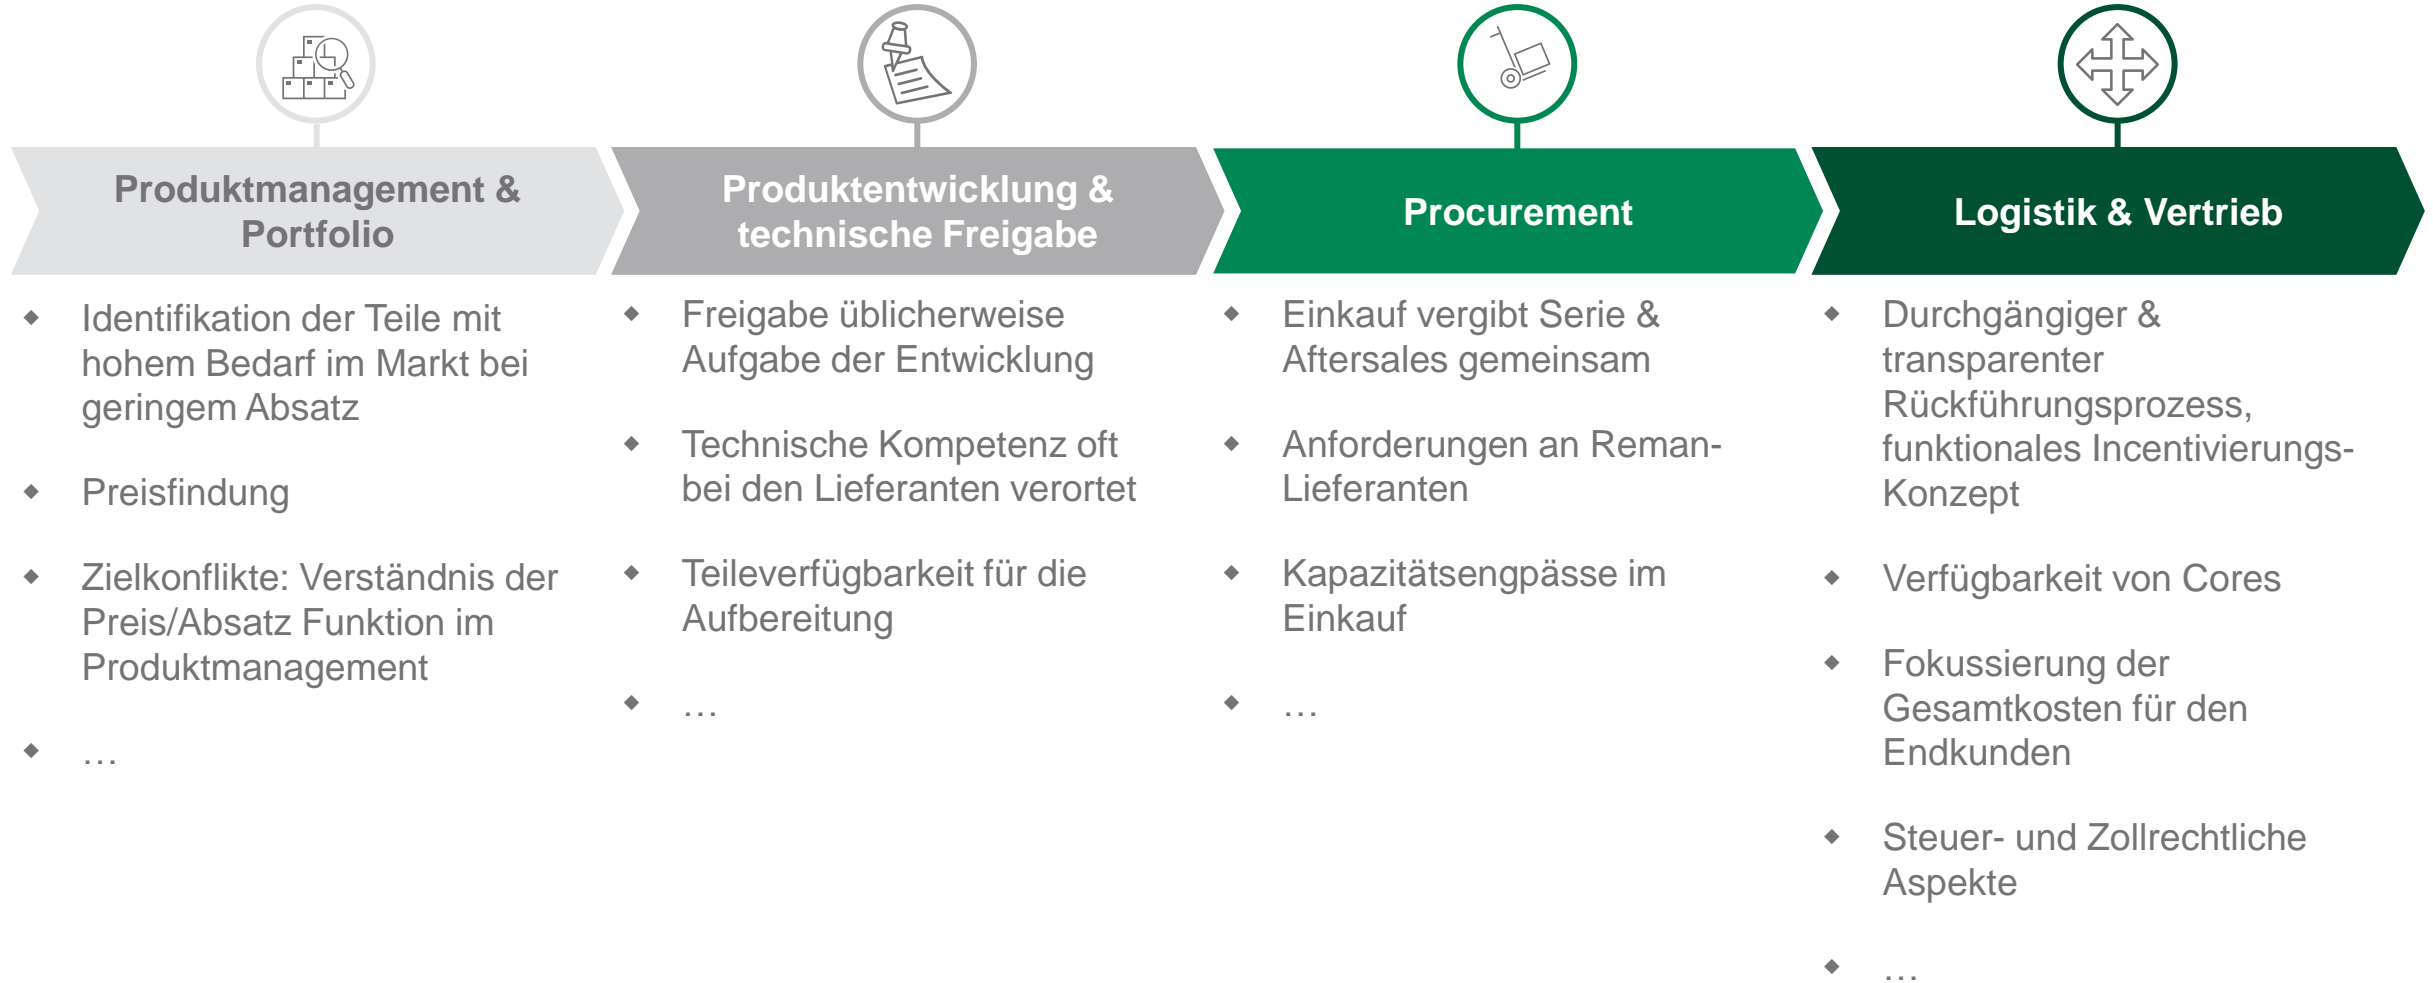 Produktmanagement &
Portfolio
Identifikation der Teile mit
hohem Bedarf im Markt bei
geringem Absatz
Preisfindung
Zielkonflikte: Verständnis der
Preis/Absatz Funktion im
Produktmanagement
…
Produktentwicklung &
technische Freigabe
Freigabe üblicherweise
Aufgabe der Entwicklung
Technische Kompetenz oft
bei den Lieferanten verortet
Teileverfügbarkeit für die
Aufbereitung
…
Procurement
Einkauf vergibt Serie &
Aftersales gemeinsam
Anforderungen an Reman-
Lieferanten
Kapazitätsengpässe im
Einkauf
…
Logistik & Vertrieb
Durchgängiger &
transparenter
Rückführungsprozess,
funktionales Incentivierungs-
Konzept
Verfügbarkeit von Cores
Fokussierung der
Gesamtkosten für den
Endkunden
Steuer- und Zollrechtliche
Aspekte
…